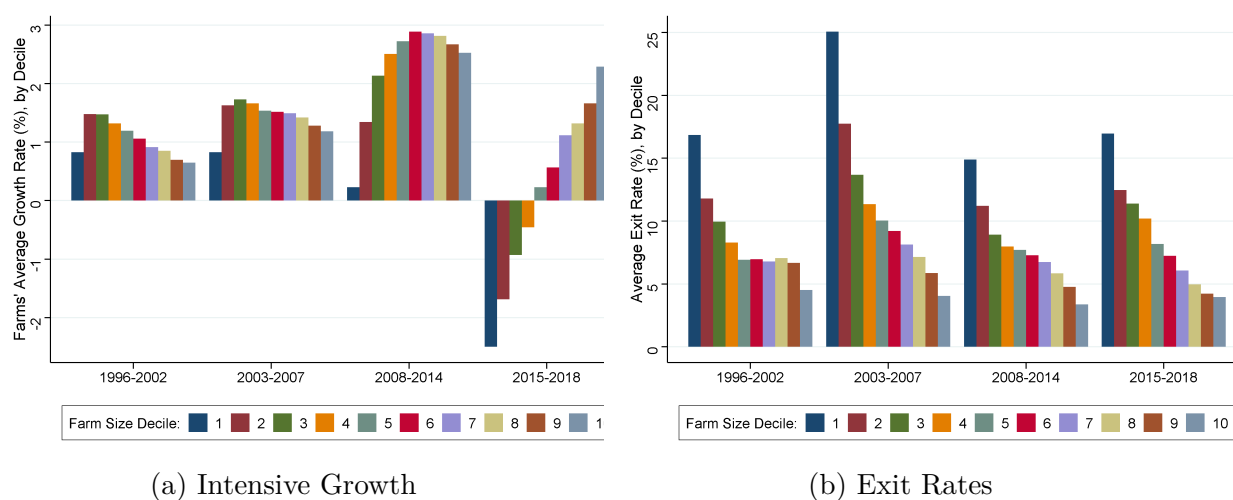 Farms' Average Growth Rate (%), by Decile
3
2
1
0
-1
-2
1996-2002 2003-2007 2008-2014 2015-2018
Farm Size Decile: 1 2 3 4 5 6 7 8 9
(a) Intensive Growth
Average Exit Rate (%), by Decile
25
20
15
10
5
0
1996-2002 2003-2007 2008-2014 2015-2018
Farm Size Decile: 1 2 3 4 5 6 7 8 9 10
(b) Exit Rates